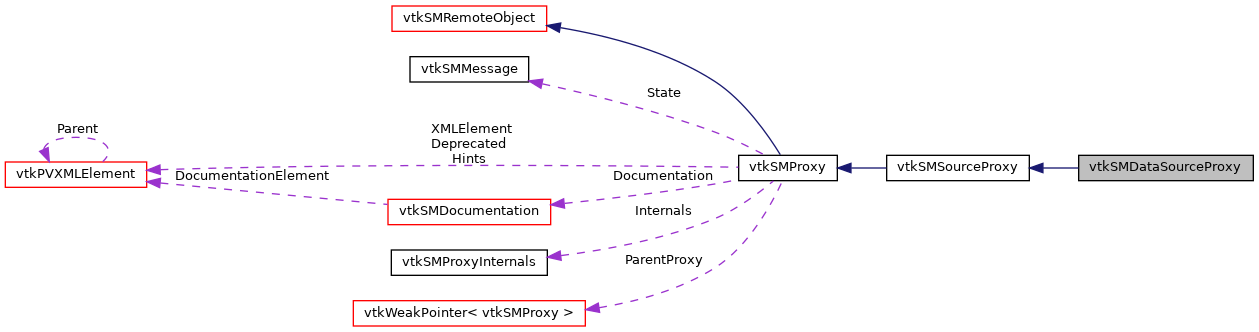 vtkSMRemoteObject
vtkSMMessage
State
Parent
XMLElement
Deprecated
Hints
vtkPVXMLElement
DocumentationElement
Documentation
vtkSMProxy
vtkSMSourceProxy
vtkSMDataSourceProxy
vtkSMDocumentation
Internals
vtkSMProxyInternals
ParentProxy
vtkWeakPointer< vtkSMProxy >